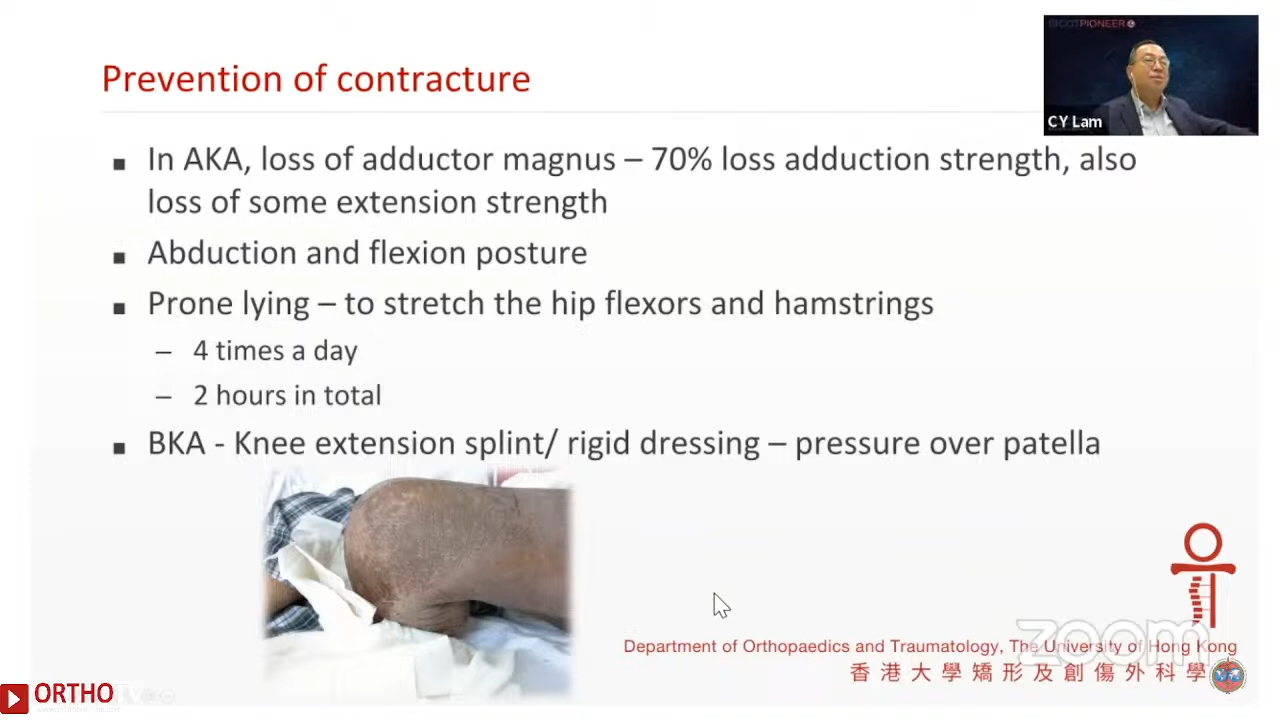 SICOTPIONEER
Prevention of contracture
CY Lam
▪ In AKA, loss of adductor magnus – 70% loss adduction strength, also
loss of some extension strength
▪ Abduction and flexion posture
▪ Prone lying – to stretch the hip flexors and hamstrings
– 4 times a day
– 2 hours in total
▪ BKA - Knee extension splint/ rigid dressing – pressure over patella
zoom
Department of Orthopaedics and Traumatology, The University of Hong Kong
香港大學矯形及創傷外科學
ORTHO